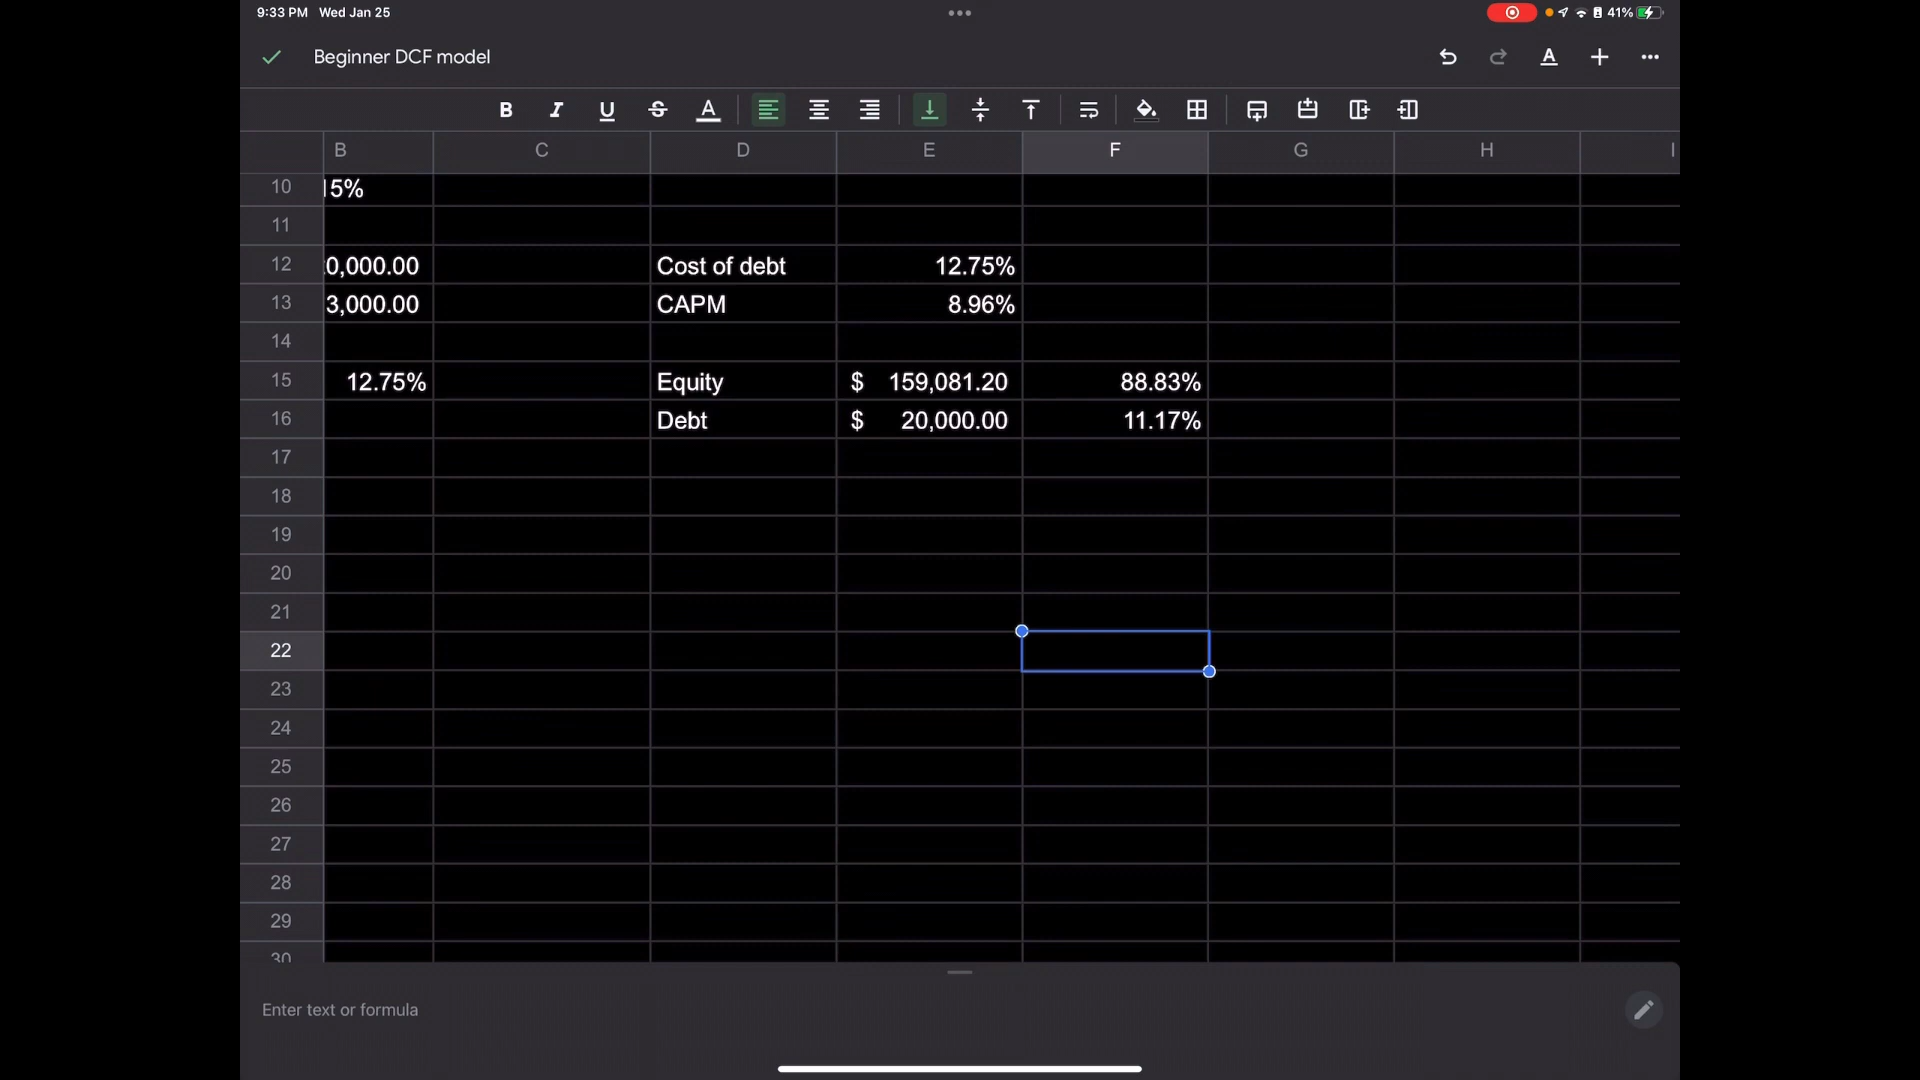 9:33 PM Wed Jan 25
41%
Beginner DCF model
B I U S A
B C D E F G H I
10 15%
11
12 0,000.00 Cost of debt 12.75%
13 3,000.00 CAPM 8.96%
14
15 12.75% Equity $ 159,081.20 88.83%
16 Debt $ 20,000.00 11.17%
17
18
19
20
21
22
23
24
25
26
27
28
29
30
Enter text or formula